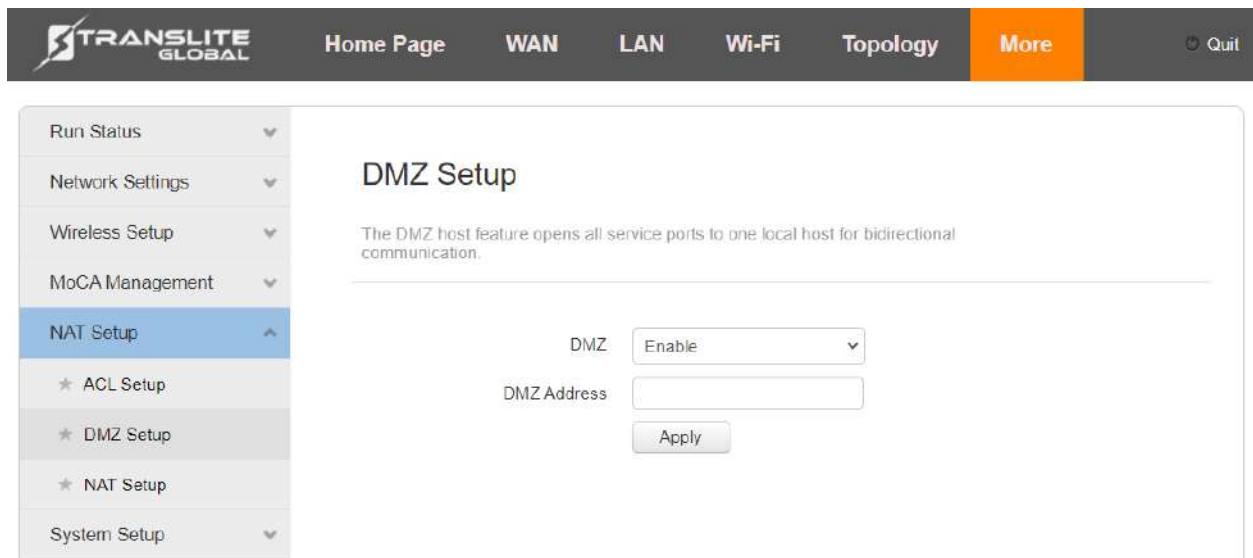 TRANSLITE
GLOBAL
Home Page WAN LAN Wi-Fi Topology More Quit
Run Status
Network Settings
Wireless Setup
MoCA Management
NAT Setup
ACL Setup
DMZ Setup
NAT Setup
System Setup
DMZ Setup
The DMZ host feature opens all service ports to one local host for bidirectional
communication.
DMZ Enable
DMZ Address
Apply